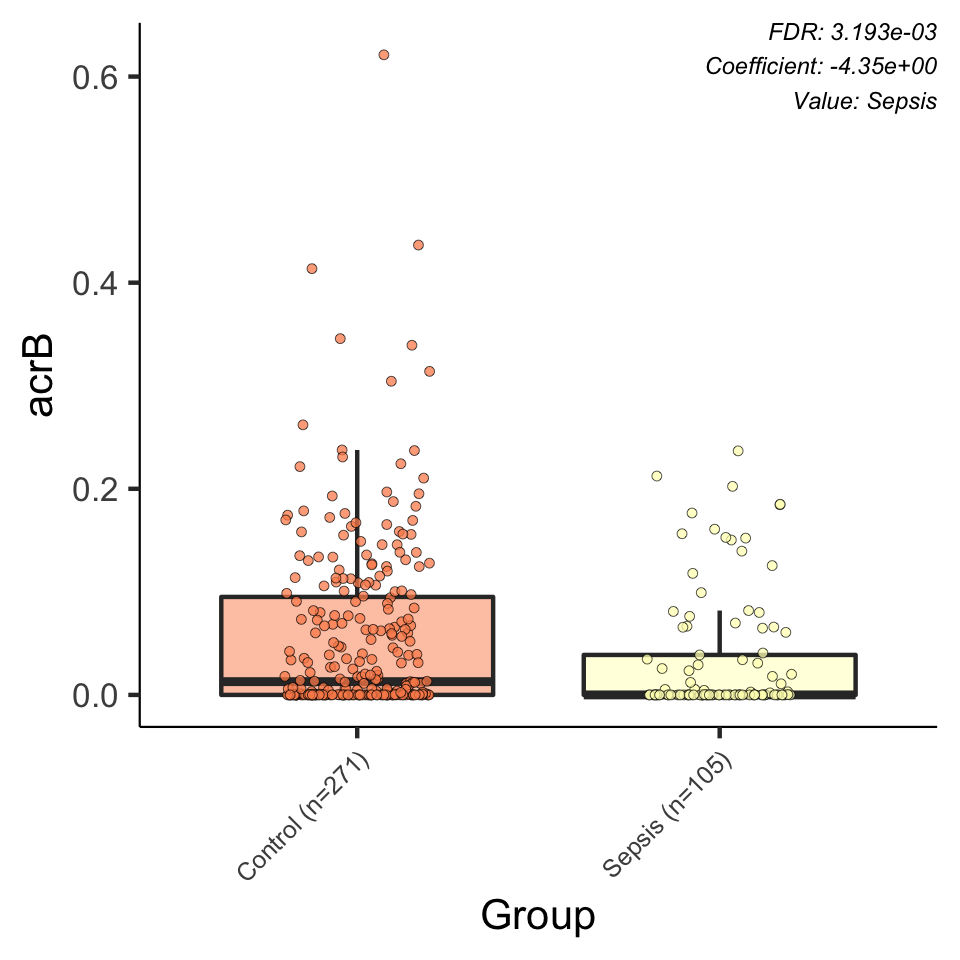 FDR: 3.193e-03
Coefficient: -4.35e+00
Value: Sepsis
acrB
0.6
0.4
0.2
0.0
Control (n=271)
Sepsis (n=105)
Group